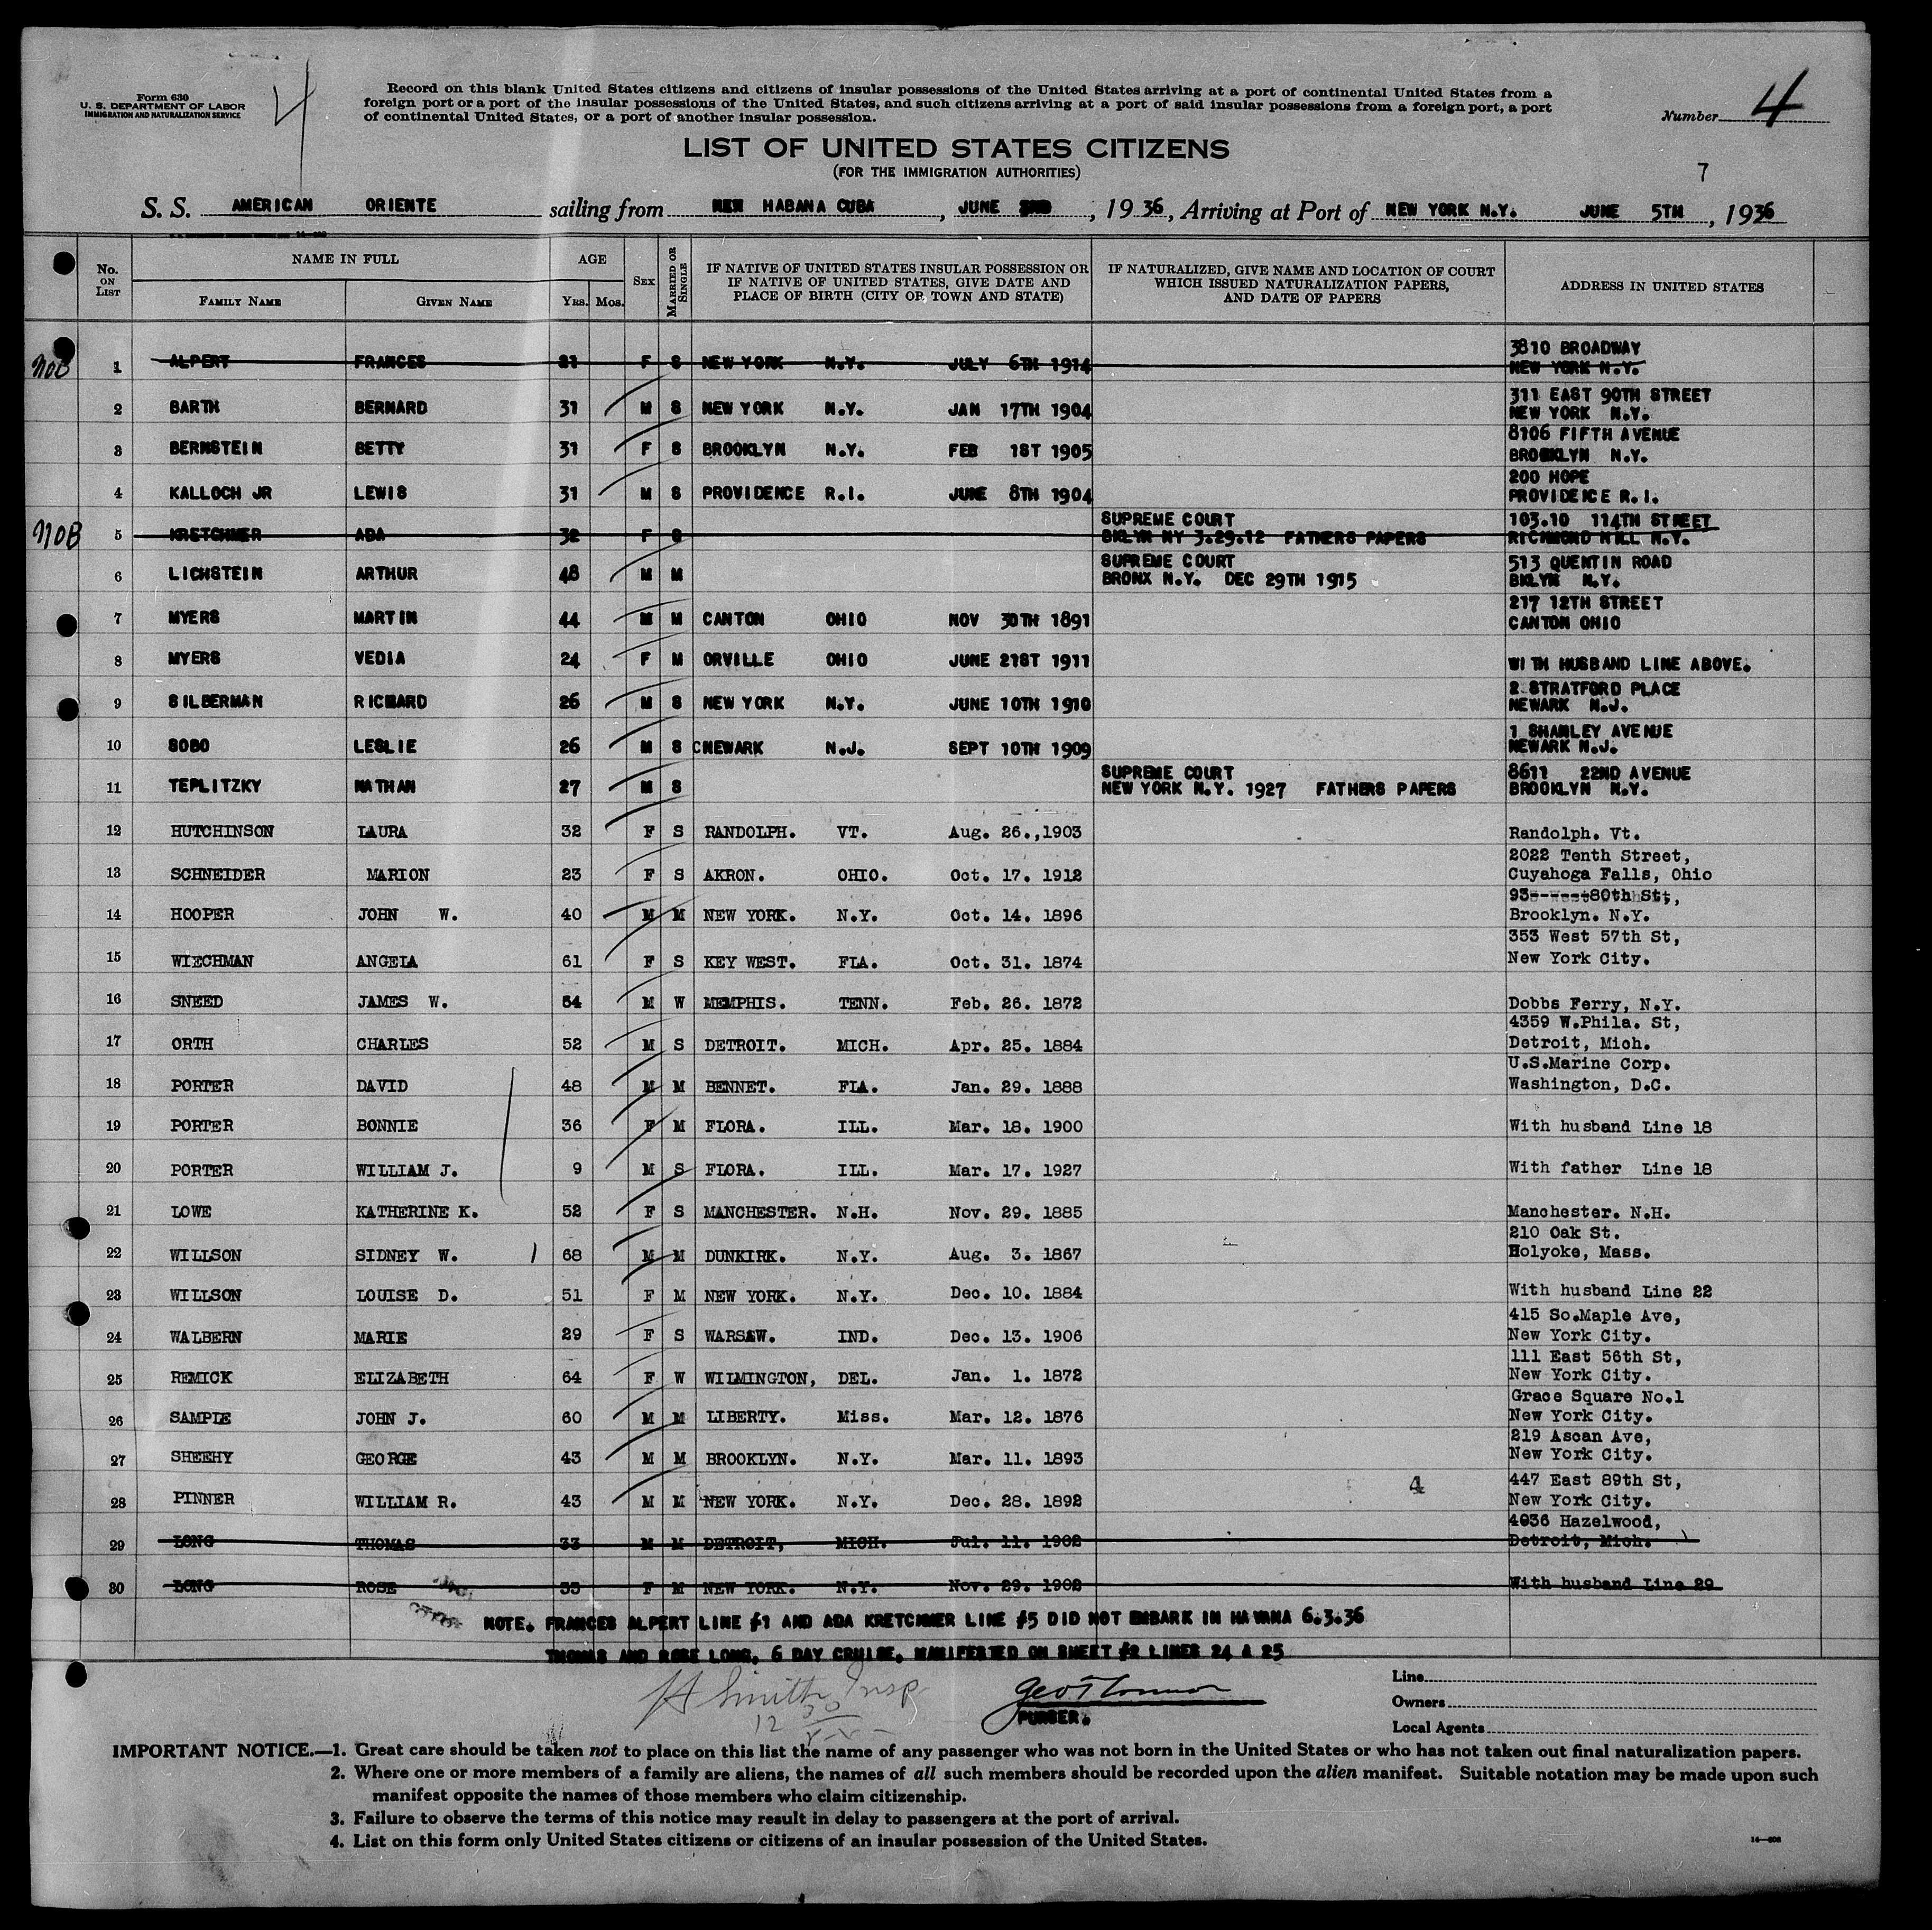 Form 630
U. S. DEPARTMENT OF LABOR
IMMIGRATION AND NATURALIZATION SERVICE
4
Record on this blank United States citizens and citizens of insular possessions of the United States arriving at a port of continental United States from a
foreign port or a port of the insular possessions of the United States, and such citizens arriving at a port of said insular possessions from a foreign port, a port
of continental United States, or a port of another insular possession.
Number 4
LIST OF UNITED STATES CITIZENS
(FOR THE IMMIGRATION AUTHORITIES)
7
S. S. AMERICAN ORIENTE sailing from HABANA CUBA, JUNE, 1936, Arriving at Port of NEW YORK N.Y. JUNE 5TH, 1936
No. ON LIST NAME IN FULL AGE SEX MARRIED OR SINGLE IF NATIVE OF UNITED STATES INSULAR POSSESSION OR IF NATIVE OF UNITED STATES, GIVE DATE AND PLACE OF BIRTH (CITY OR TOWN AND STATE) IF NATURALIZED, GIVE NAME AND LOCATION OF COURT WHICH ISSUED NATURALIZATION PAPERS, AND DATE OF PAPERS ADDRESS IN UNITED STATES
FAMILY NAME GIVEN NAME YRS. MOS.
3810 BROADWAY
NOB 1 ALPERT FRANCES 21 F S NEW YORK N.Y. JULY 6TH 1914 NEW YORK N.Y.
311 EAST 90TH STREET
2 BARTH BERNARD 31 M S NEW YORK N.Y. JAN 17TH 1904 NEW YORK N.Y.
8106 FIFTH AVENUE
3 BERNSTEIN BETTY 31 F S BROOKLYN N.Y. FEB 1ST 1905 BROOKLYN N.Y.
200 HOPE
4 KALLOCH JR LEWIS 31 M S PROVIDENCE R.I. JUNE 8TH 1904 PROVIDEICE R.I.
SUPREME COURT 103.10 114TH STREET
NOB 5 KRETCHMER ADA 32 F S BKLYN NY 3.29.12 FATHERS PAPERS RICHMOND HILL N.Y.
SUPREME COURT 513 QUENTIN ROAD
6 LICHSTEIN ARTHUR 48 M M BRONX N.Y. DEC 29TH 1915 BKLYN N.Y.
217 12TH STREET
7 MYERS MARTIN 44 M M CANTON OHIO NOV 30TH 1891 CANTON OHIO
8 MYERS VEDIA 24 F M ORVILLE OHIO JUNE 21ST 1911 WITH HUSBAND LINE ABOVE.
2 STRATFORD PLACE
9 SILBERMAN RICHARD 26 M S NEW YORK N.Y. JUNE 10TH 1910 NEWARK N.J.
1 SHANLEY AVENUE
10 SOBO LESLIE 26 M S CNEWARK N.J. SEPT 10TH 1909 NEWARK N.J.
SUPREME COURT 8611 22ND AVENUE
11 TEPLITZKY NATHAN 27 M S NEW YORK N.Y. 1927 FATHERS PAPERS BROOKLYN N.Y.
12 HUTCHINSON LAURA 32 F S RANDOLPH. VT. Aug. 26.,1903 Randolph. Vt.
2022 Tenth Street,
13 SCHNEIDER MARION 23 F S AKRON. OHIO. Oct. 17. 1912 Cuyahoga Falls, Ohio
80th St,
14 HOOPER JOHN W. 40 M M NEW YORK. N.Y. Oct. 14. 1896 Brooklyn. N.Y.
353 West 57th St,
15 WIECHMAN ANGELA 61 F S KEY WEST. FLA. Oct. 31. 1874 New York City.
16 SNEED JAMES W. 54 M W MEMPHIS. TENN. Feb. 26. 1872 Dobbs Ferry, N.Y.
4359 W.Phila. St,
17 ORTH CHARLES 52 M S DETROIT. MICH. Apr. 25. 1884 Detroit, Mich.
U.S.Marine Corp.
18 PORTER DAVID 48 M M BENNET. FLA. Jan. 29. 1888 Washington, D.C.
19 PORTER BONNIE 36 F M FLORA. ILL. Mar. 18. 1900 With husband Line 18
20 PORTER WILLIAM J. 9 M S FLORA. ILL. Mar. 17. 1927 With father Line 18
21 LOWE KATHERINE K. 52 F S MANCHESTER. N.H. Nov. 29. 1885 Manchester. N.H.
210 Oak St.
22 WILLSON SIDNEY W. 68 M M DUNKIRK. N.Y. Aug. 3. 1867 Holyoke, Mass.
23 WILLSON LOUISE D. 51 F M NEW YORK. N.Y. Dec. 10. 1884 With husband Line 22
415 So.Maple Ave,
24 WALBERN MARIE 29 F S WARSAW. IND. Dec. 13. 1906 New York City.
111 East 56th St,
25 REMICK ELIZABETH 64 F W WILMINGTON, DEL. Jan. 1. 1872 New York City.
Grace Square No.1
26 SAMPLE JOHN J. 60 M M LIBERTY. Miss. Mar. 12. 1876 New York City.
219 Ascan Ave,
27 SHEEHY GEORGE 43 M M BROOKLYN. N.Y. Mar. 11. 1893 New York City.
4 447 East 89th St,
28 PINNER WILLIAM R. 43 M M NEW YORK. N.Y. Dec. 28. 1892 New York City.
4036 Hazelwood,
29 LONG THOMAS 33 M M DETROIT, MICH. Jul. 11. 1902 Detroit, Mich.
30 LONG ROSE 33 F M NEW YORK. N.Y. Nov. 29. 1902 With husband Line 29
NOTE. FRANCES ALPERT LINE #1 AND ADA KRETCHMER LINE #5 DID NOT EMBARK IN HAVANA 6.3.36
THOMAS AND ROSE LONG, 6 DAY CRUISE. MANIFESTED ON SHEET #2 LINES 24 & 25
Smith Insp
PURSER.
Line
Owners
Local Agents
IMPORTANT NOTICE.—1. Great care should be taken not to place on this list the name of any passenger who was not born in the United States or who has not taken out final naturalization papers.
2. Where one or more members of a family are aliens, the names of all such members should be recorded upon the alien manifest. Suitable notation may be made upon such
manifest opposite the names of those members who claim citizenship.
3. Failure to observe the terms of this notice may result in delay to passengers at the port of arrival.
4. List on this form only United States citizens or citizens of an insular possession of the United States.